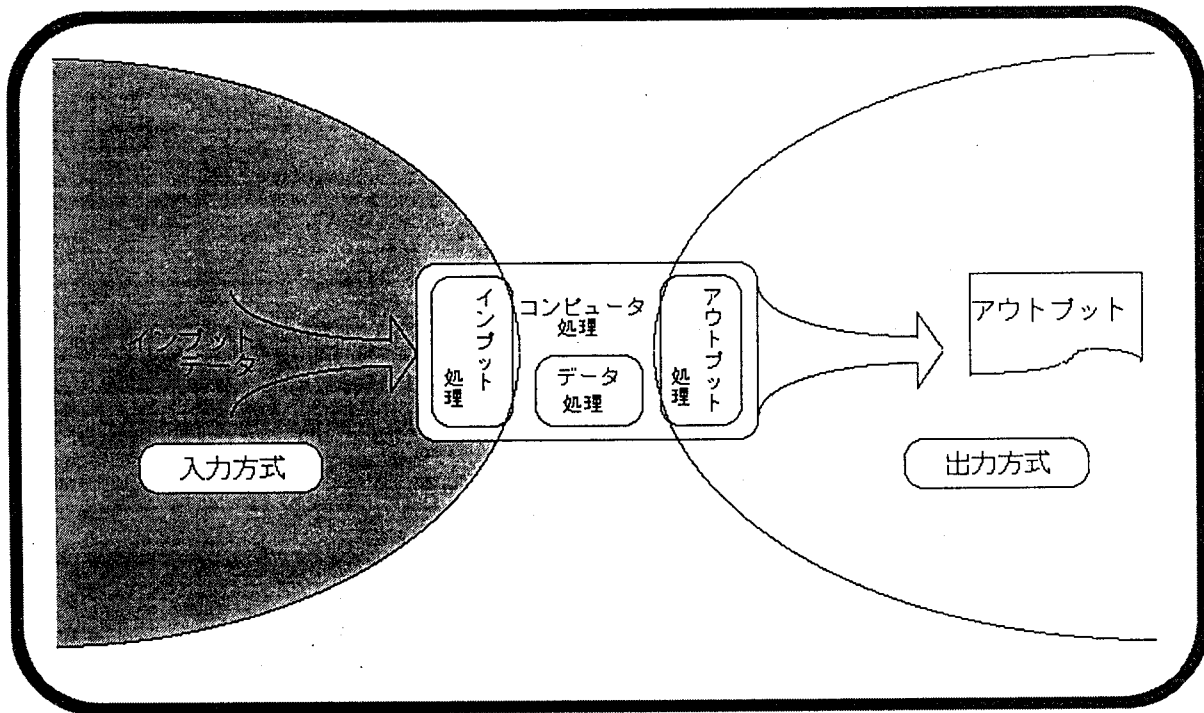 インプット
データ
入力方式
インプット
処理
コンピュータ
処理
データ
処理
アウトプット
処理
アウトプット
出力方式